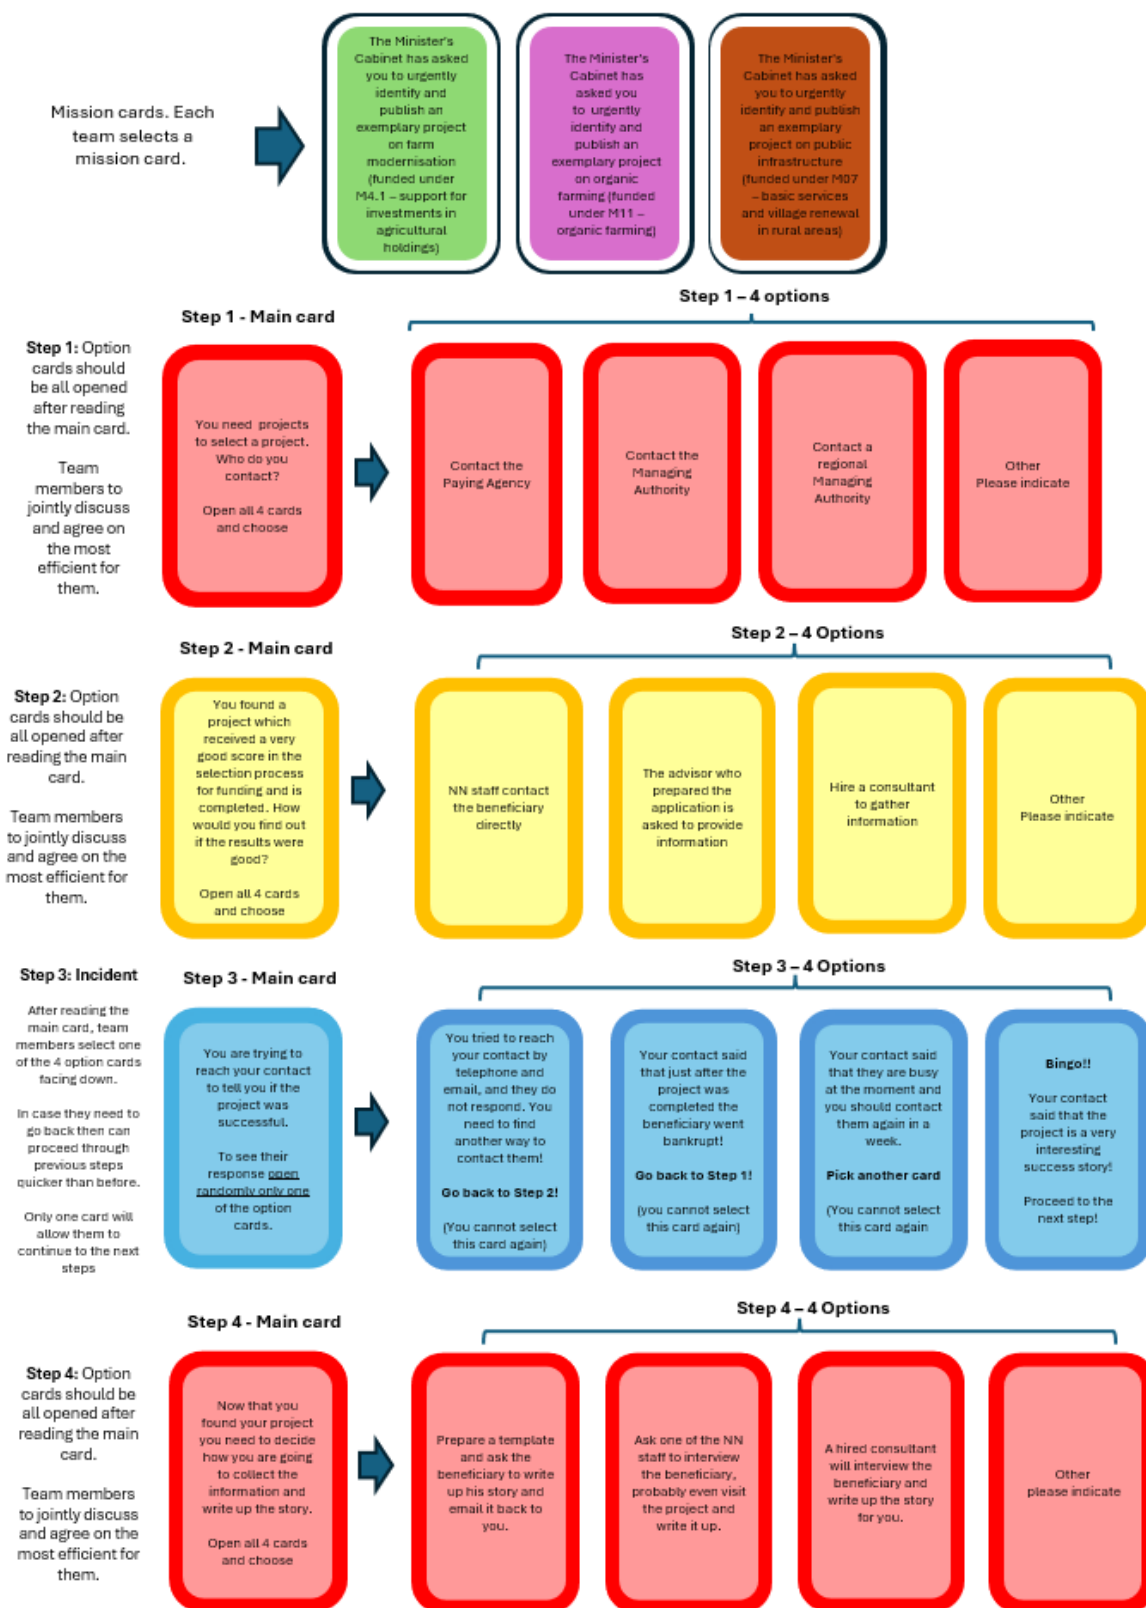 Mission cards. Each
team selects a
mission card.
The Minister's
Cabinet has asked
you to urgently
identify and
publish an
exemplary project
on farm
modernisation
(funded under
M4.1 – support for
investments in
agricultural
holdings)
The Minister's
Cabinet has
asked you
to urgently
identify and
publish an
exemplary project
on organic
farming (funded
under M11 –
organic farming)
The Minister's
Cabinet has asked
you to urgently
identify and publish
an exemplary
project on public
infrastructure
(funded under M07
– basic services
and village renewal
in rural areas)
Step 1 - Main card
Step 1 – 4 options
Step 1: Option
cards should
be all opened
after reading
the main card.
Team
members to
jointly discuss
and agree on
the most
efficient for
them.
You need projects
to select a project.
Who do you
contact?
Open all 4 cards
and choose
Contact the
Paying Agency
Contact the
Managing
Authority
Contact a
regional
Managing
Authority
Other
Please indicate
Step 2 - Main card
Step 2 – 4 Options
Step 2: Option
cards should be
all opened after
reading the main
card.
Team members
to jointly discuss
and agree on the
most efficient for
them.
You found a
project which
received a very
good score in the
selection process
for funding and is
completed. How
would you find out
if the results were
good?
Open all 4 cards
and choose
NN staff contact
the beneficiary
directly
The advisor who
prepared the
application is
asked to provide
information
Hire a consultant
to gather
information
Other
Please indicate
Step 3: Incident
Step 3 - Main card
Step 3 – 4 Options
After reading the
main card, team
members select one
of the 4 option cards
facing down.
In case they need to
go back then can
proceed through
previous steps
quicker than before.
Only one card will
allow them to
continue to the next
steps
You are trying to
reach your contact
to tell you if the
project was
successful.
To see their
response open
randomly only one
of the option
cards.
You tried to reach
your contact by
telephone and
email, and they do
not respond. You
need to find
another way to
contact them!
Go back to Step 2!
(You cannot select
this card again)
Your contact said
that just after the
project was
completed the
beneficiary went
bankrupt!
Go back to Step 1!
(you cannot select
this card again)
Your contact said
that they are busy
at the moment and
you should contact
them again in a
week.
Pick another card
(You cannot select
this card again
Bingo!!
Your contact
said that the
project is a very
interesting
success story!
Proceed to the
next step!
Step 4 - Main card
Step 4 – 4 Options
Step 4: Option
cards should be
all opened after
reading the main
card.
Team members
to jointly discuss
and agree on the
most efficient for
them.
Now that you
found your project
you need to decide
how you are going
to collect the
information and
write up the story.
Open all 4 cards
and choose
Prepare a template
and ask the
beneficiary to write
up his story and
email it back to
you.
Ask one of the NN
staff to interview
the beneficiary,
probably even visit
the project and
write it up.
A hired consultant
will interview the
beneficiary and
write up the story
for you.
Other
please indicate